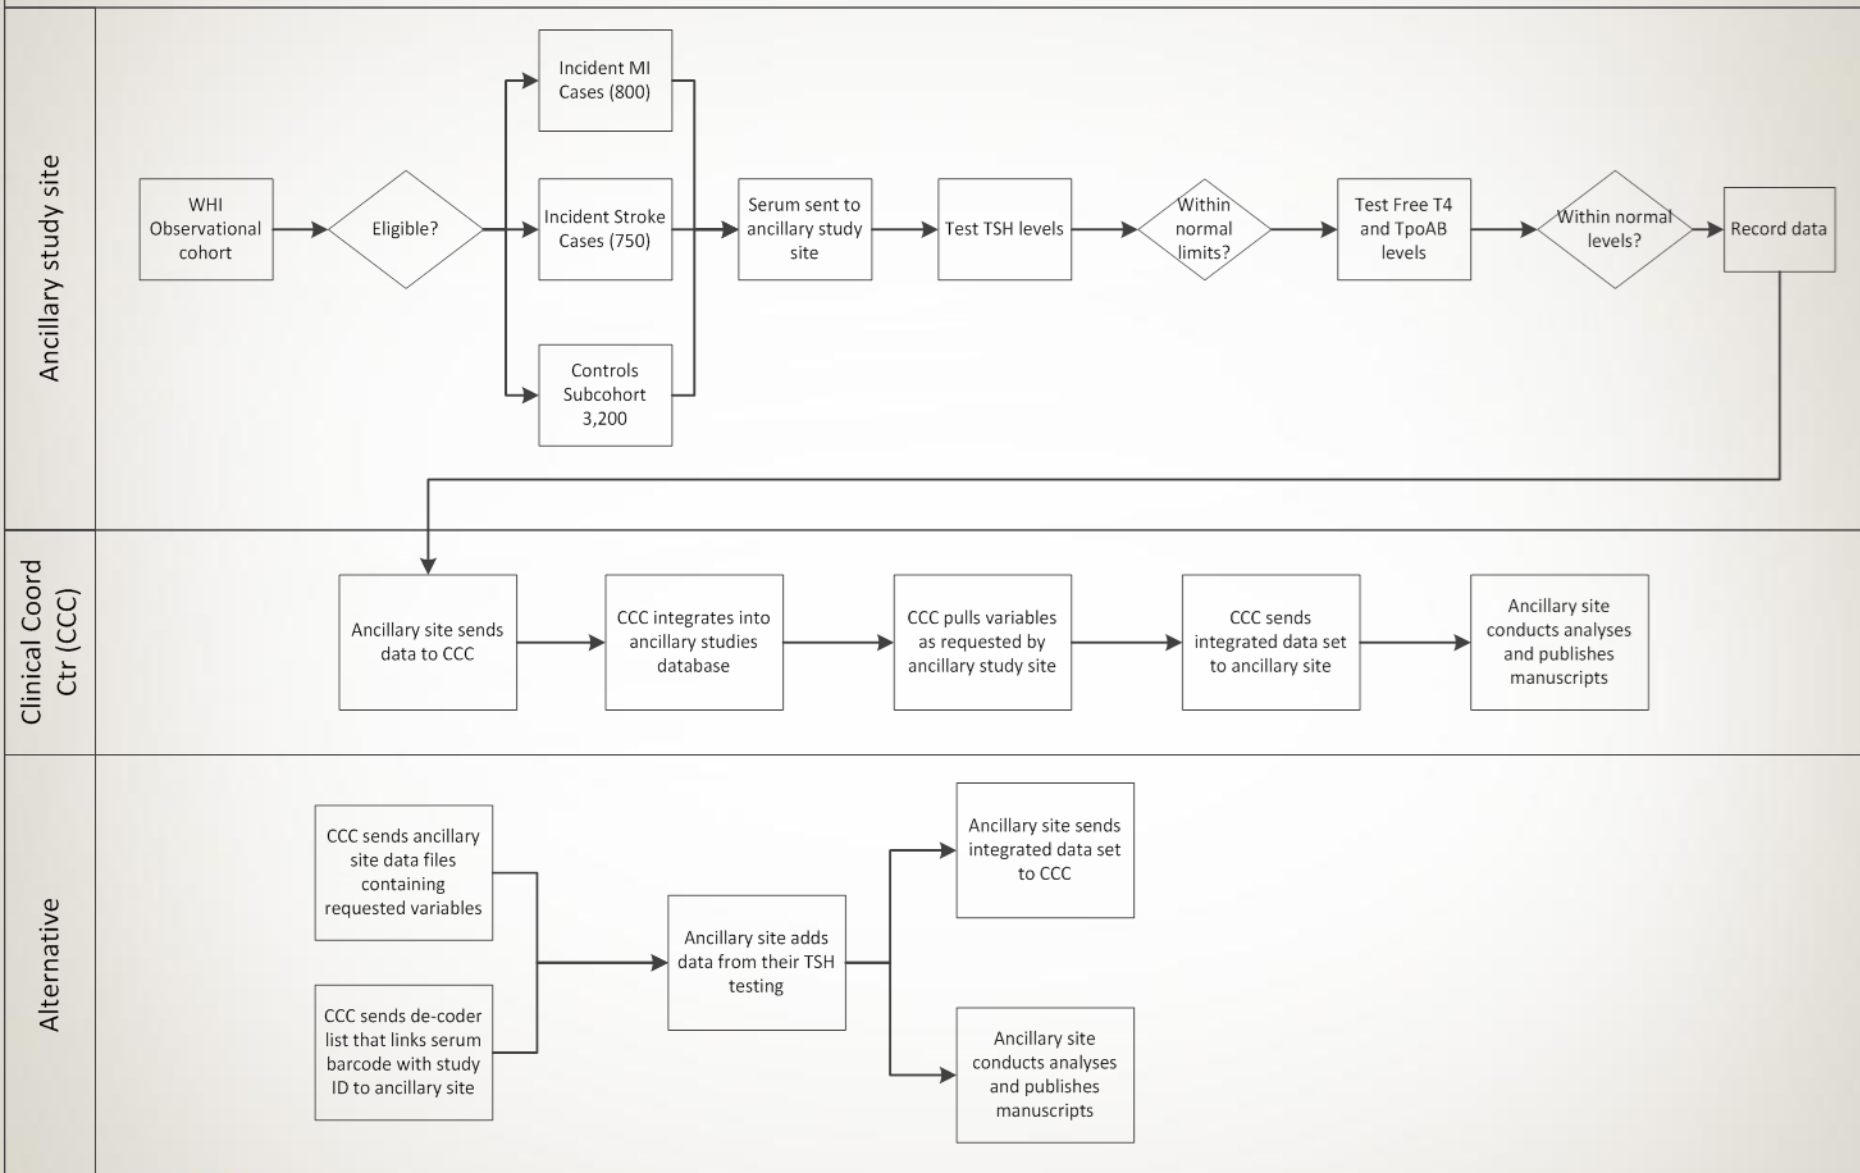 Ancillary study site
WHI
Observational
cohort
Eligible?
Incident MI
Cases (800)
Incident Stroke
Cases (750)
Controls
Subcohort
3,200
Serum sent to
ancillary study
site
Test TSH levels
Within
normal
limits?
Test Free T4
and TpoAB
levels
Within normal
levels?
Record data
Clinical Coord
Ctr (CCC)
Ancillary site sends
data to CCC
CCC integrates into
ancillary studies
database
CCC pulls variables
as requested by
ancillary study site
CCC sends
integrated data set
to ancillary site
Ancillary site
conducts analyses
and publishes
manuscripts
Alternative
CCC sends ancillary
site data files
containing
requested variables
CCC sends de-coder
list that links serum
barcode with study
ID to ancillary site
Ancillary site adds
data from their TSH
testing
Ancillary site sends
integrated data set
to CCC
Ancillary site
conducts analyses
and publishes
manuscripts